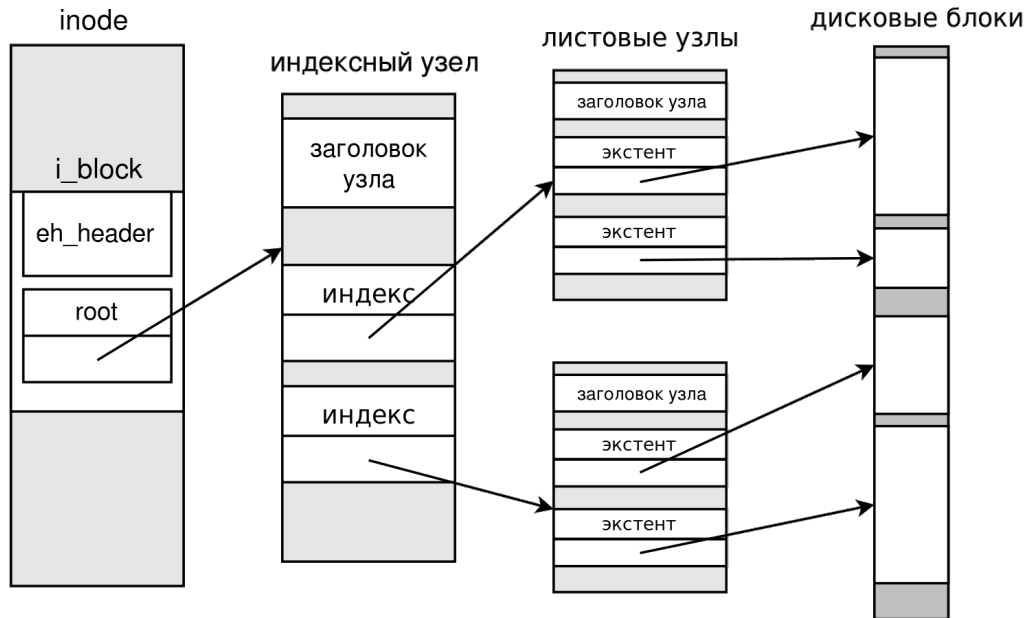 inode
i_block
eh_header
root
индексный узел
заголовок
узла
индекс
индекс
листовые узлы
заголовок узла
экстент
экстент
заголовок узла
экстент
экстент
дисковые блоки